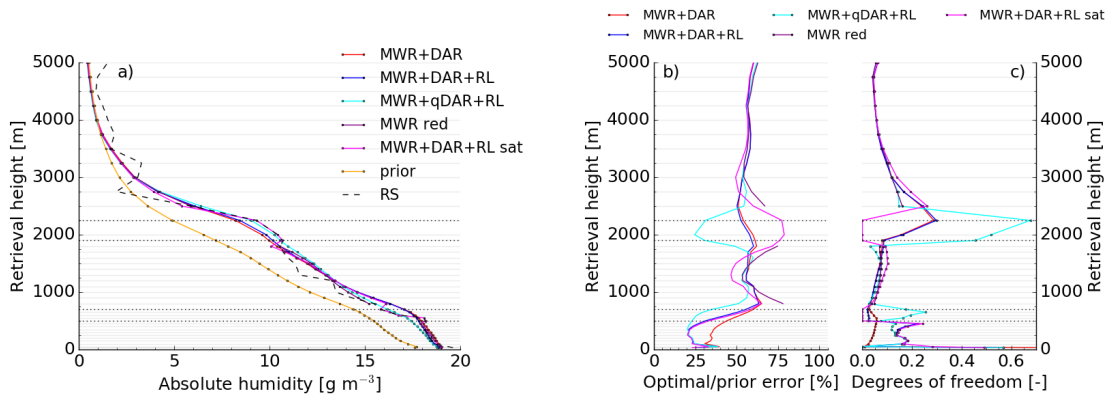 MWR+DAR
MWR+DAR+RL
MWR+qDAR+RL
MWR red
MWR+DAR+RL sat
prior
RS
a)
5000
4000
3000
2000
1000
0
Retrieval height [m]
0 5 10 15 20
Absolute humidity [g m⁻³]
MWR+DAR MWR+qDAR+RL MWR+DAR+RL sat
MWR+DAR+RL MWR red
b)
5000
4000
3000
2000
1000
0
Retrieval height [m]
0 50 100
Optimal/prior error [%]
c)
5000
4000
3000
2000
1000
0
Retrieval height [m]
0.0 0.2 0.4 0.6
Degrees of freedom [-]